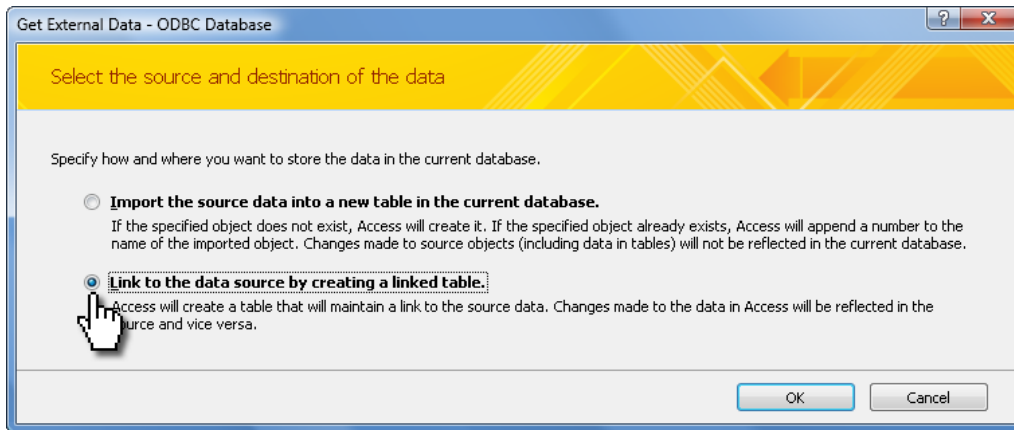 Get External Data - ODBC Database
Select the source and destination of the data
Specify how and where you want to store the data in the current database.
Import the source data into a new table in the current database.
If the specified object does not exist, Access will create it. If the specified object already exists, Access will append a number to the
name of the imported object. Changes made to source objects (including data in tables) will not be reflected in the current database.
Link to the data source by creating a linked table.
Access will create a table that will maintain a link to the source data. Changes made to the data in Access will be reflected in the
source and vice versa.
OK Cancel